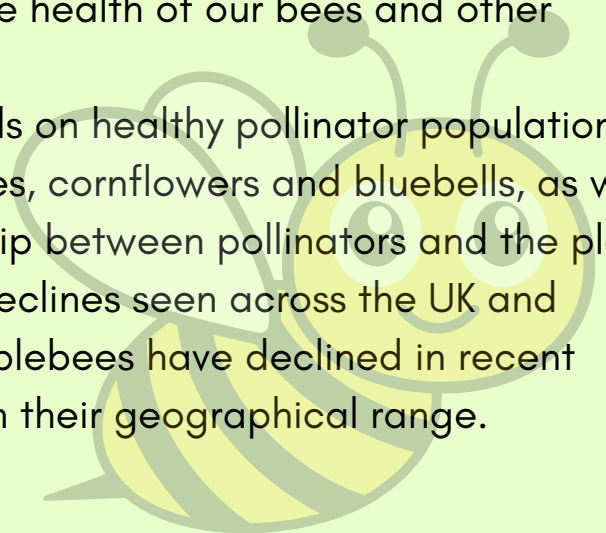 e health of our bees and other
ls on healthy pollinator population
es, cornflowers and bluebells, as w
ip between pollinators and the pl
eclines seen across the UK and
blebees have declined in recent
n their geographical range.